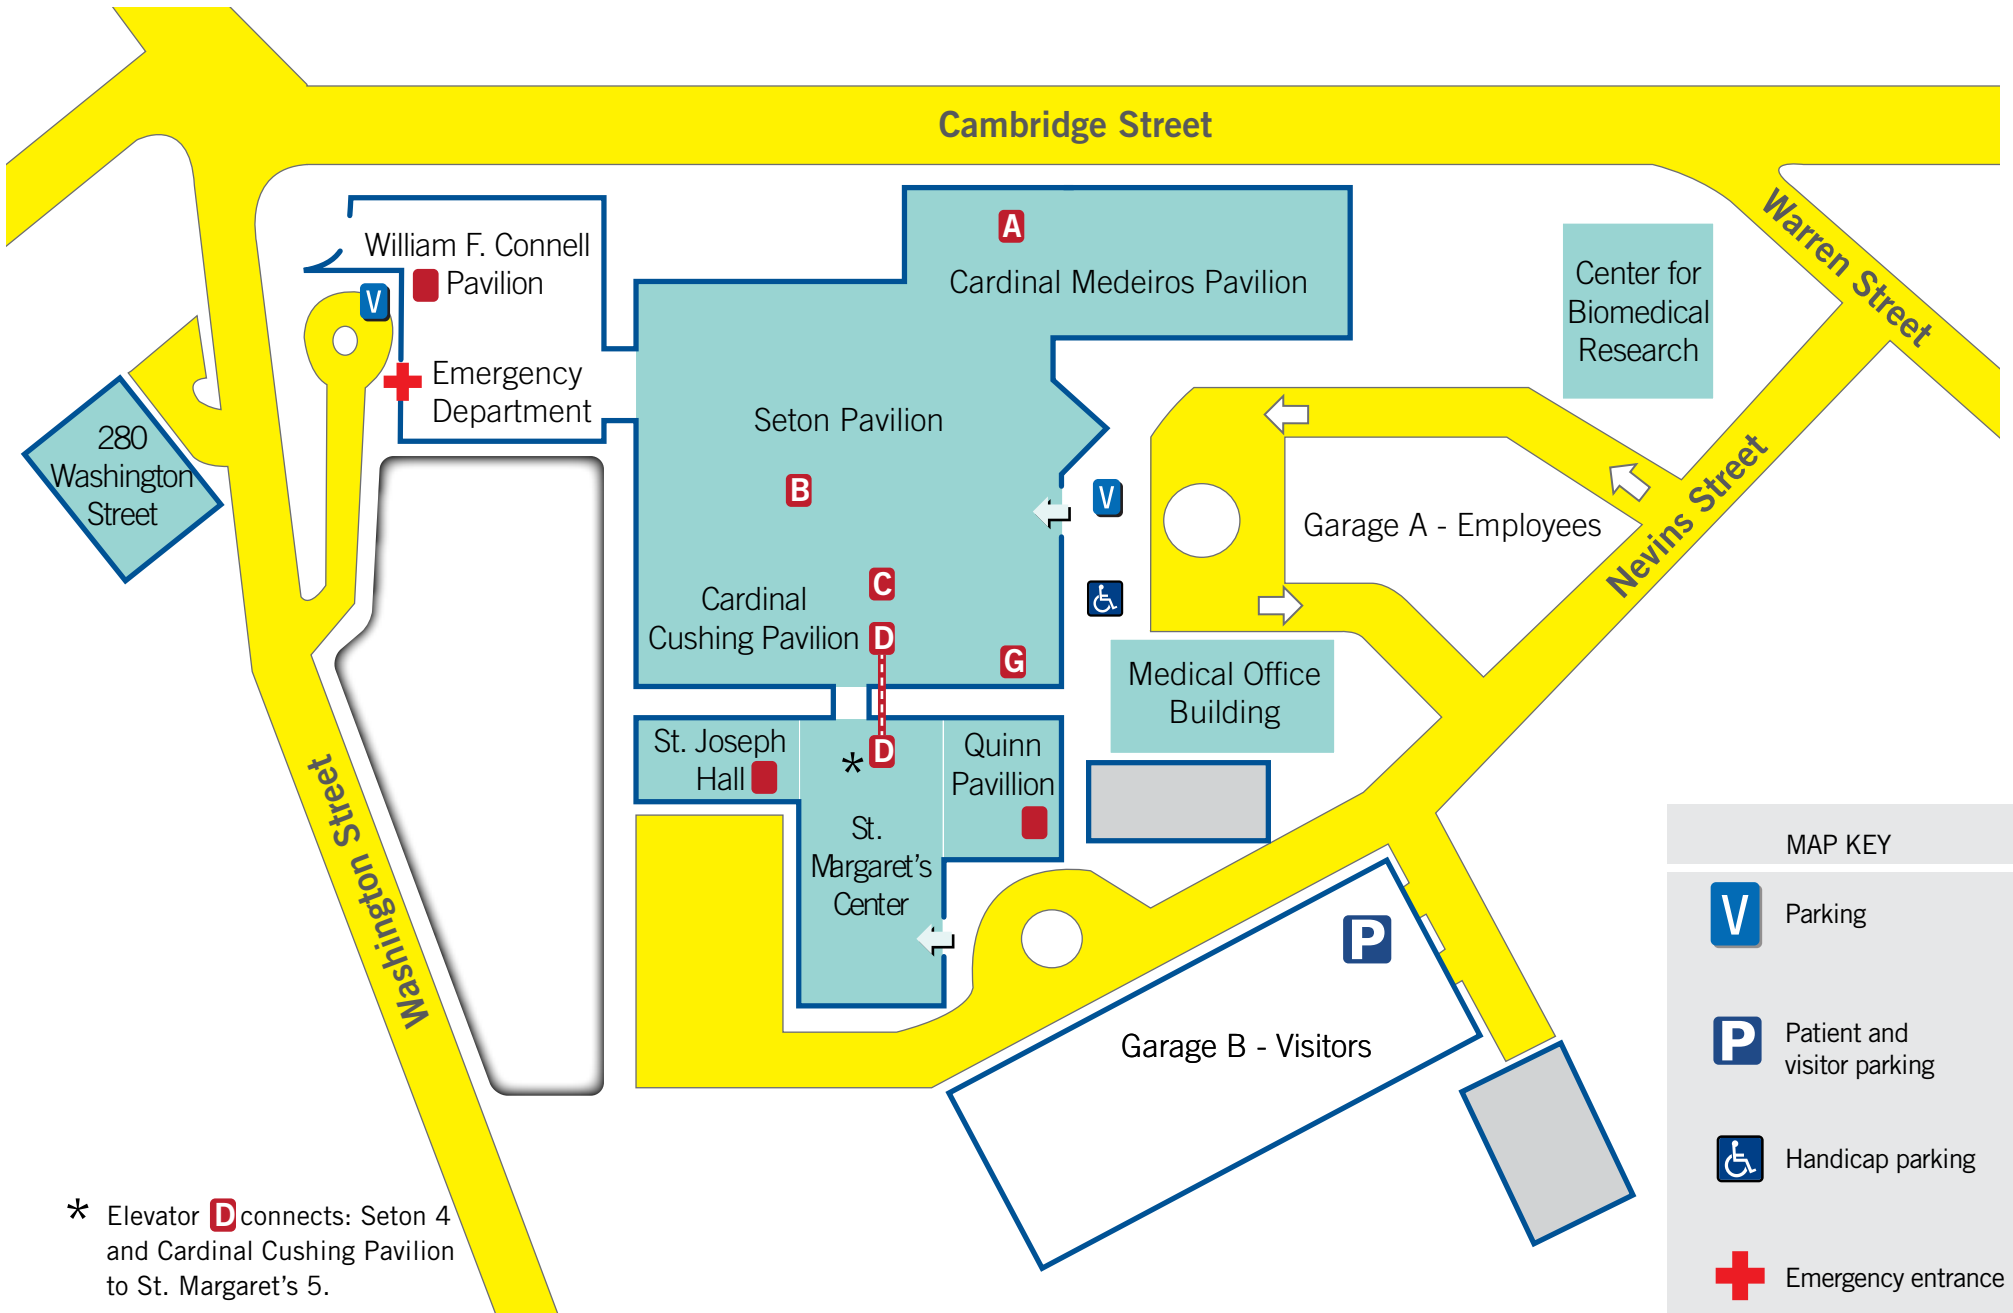 Cambridge Street
Warren Street
Nevins Street
Washington Street
William F. Connell
Pavilion
V
Emergency
Department
280
Washington
Street
A
Cardinal Medeiros Pavilion
Center for
Biomedical
Research
Seton Pavilion
B
V
Garage A - Employees
C
Cardinal
Cushing Pavilion D
G
Medical Office
Building
St. Joseph
Hall
* D
Quinn
Pavillion
St.
Margaret's
Center
P
Garage B - Visitors
MAP KEY
V Parking
P Patient and
visitor parking
Handicap parking
Emergency entrance
* Elevator D connects: Seton 4
and Cardinal Cushing Pavilion
to St. Margaret's 5.